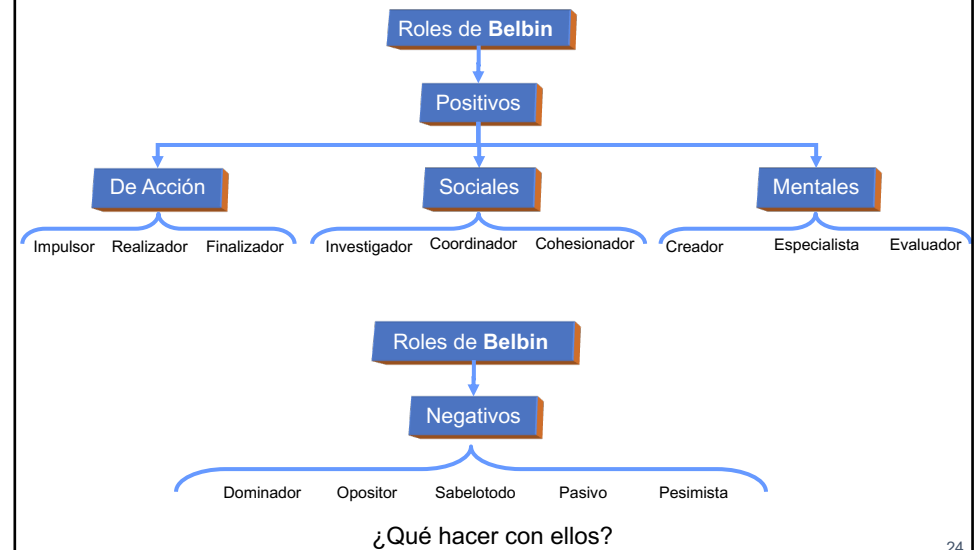 Roles de Belbin
Positivos
De Acción
Sociales
Mentales
Impulsor Realizador Finalizador
Investigador Coordinador Cohesionador
Creador Especialista Evaluador
Roles de Belbin
Negativos
Dominador Opositor Sabelotodo Pasivo Pesimista
¿Qué hacer con ellos?
24